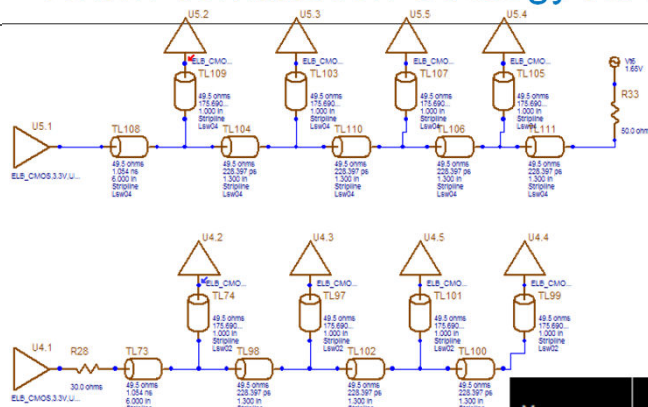 U5.2 U5.3 U5.5 U5.4
ELB_CMO... ELB_CMO... ELB_CMO... ELB_CMO...
TL109 TL103 TL107 TL105
49.5 ohms 49.5 ohms 49.5 ohms 49.5 ohms
175.690... 175.690... 175.690... 175.690...
1.000 in 1.000 in 1.000 in 1.000 in
Stripline Stripline Stripline Stripline
Lsw04 Lsw04 Lsw04 Lsw04
1.65V
R33
50.0 ohm
U5.1 TL108 TL104 TL110 TL106 TL111
ELB_CMOS,3.3V,U...
49.5 ohms 49.5 ohms 49.5 ohms 49.5 ohms 49.5 ohms
1.054 ns 228.397 ps 228.397 ps 228.397 ps 228.397 ps
6.000 in 1.300 in 1.300 in 1.300 in 1.300 in
Stripline Stripline Stripline Stripline Stripline
Lsw04 Lsw04 Lsw04 Lsw04 Lsw04
U4.2 U4.3 U4.5 U4.4
ELB_CMO... ELB_CMO... ELB_CMO... ELB_CMO...
TL74 TL97 TL101 TL99
49.5 ohms 49.5 ohms 49.5 ohms 49.5 ohms
175.690... 175.690... 175.690... 175.690...
1.000 in 1.000 in 1.000 in 1.000 in
Stripline Stripline Stripline Stripline
Lsw02 Lsw02 Lsw02 Lsw02
U4.1 R28 TL73 TL98 TL102 TL100
30.0 ohms
ELB_CMOS,3.3V,U...
49.5 ohms 49.5 ohms 49.5 ohms 49.5 ohms
1.054 ns 228.397 ps 228.397 ps 228.397 ps
6.000 in 1.300 in 1.300 in 1.300 in